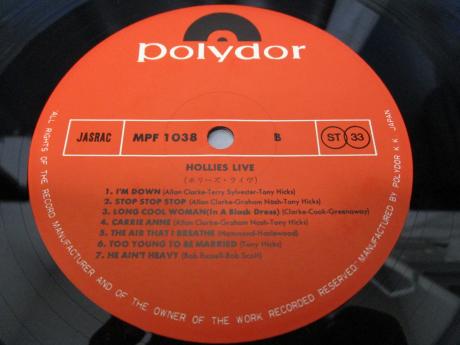 polydor
JASRAC
MPF 1038
B
ST 33
HOLLIES LIVE
(ホリーズ・ライヴ)
1. I'M DOWN (Allan Clarke-Terry Sylvester-Tony Hicks)
2. STOP STOP STOP (Allan Clarke-Graham Nash-Tony Hicks)
3. LONG COOL WOMAN(In A Black Dress) (Clarke-Cook-Greenaway)
4. CARRIE ANNE (Allan Clarke-Graham Nash-Tony Hicks)
5. THE AIR THAT I BREATHE (Hammond-Hazlewood)
6. TOO YOUNG TO BE MARRIED (Tony Hicks)
7. HE AIN'T HEAVY (Bob Russell-Bob Scott)
ALL RIGHTS OF THE RECORD MANUFACTURER AND OF THE OWNER OF THE WORK RECORDED RESERVED! MANUFACTURED BY POLYDOR K.K. JAPAN